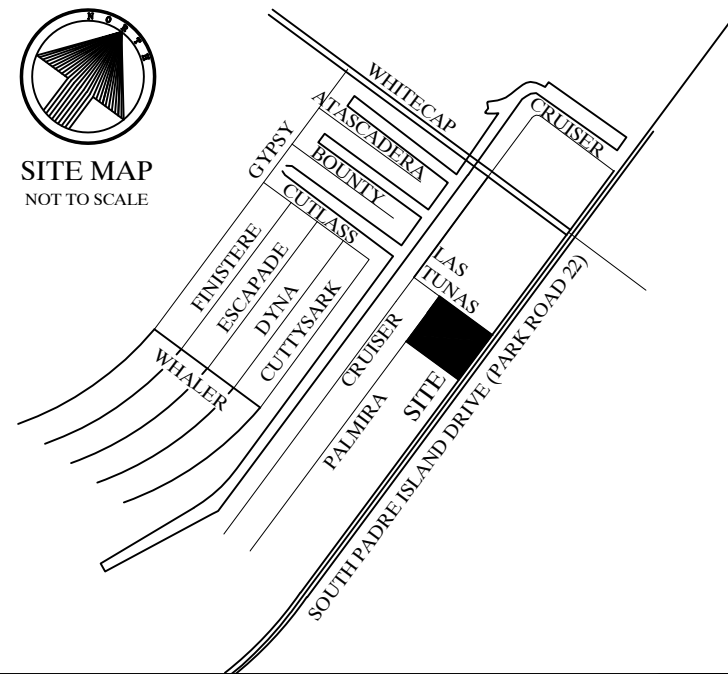 NORTH
SITE MAP
NOT TO SCALE
WHITECAP
ATASCADERA
GYPSY
BOUNTY
CUTLASS
CRUISER
FINISTERE
ESCAPADE
DYNA
CUTTYSARK
WHALER
LAS
TUNAS
CRUISER
PALMIRA
SITE
SOUTH PADRE ISLAND DRIVE (PARK ROAD 22)